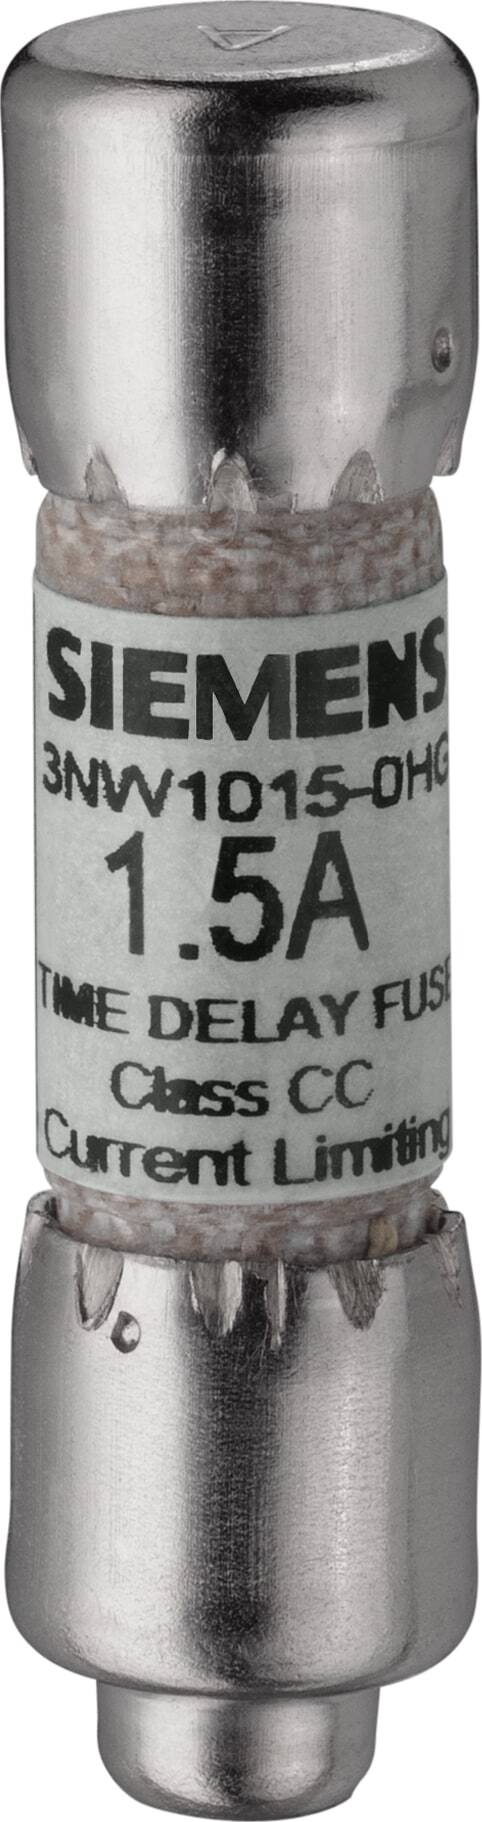 SIEMENS
3NW1015-0HG
1.5A
TIME DELAY FUSE
Class CC
Current Limiting